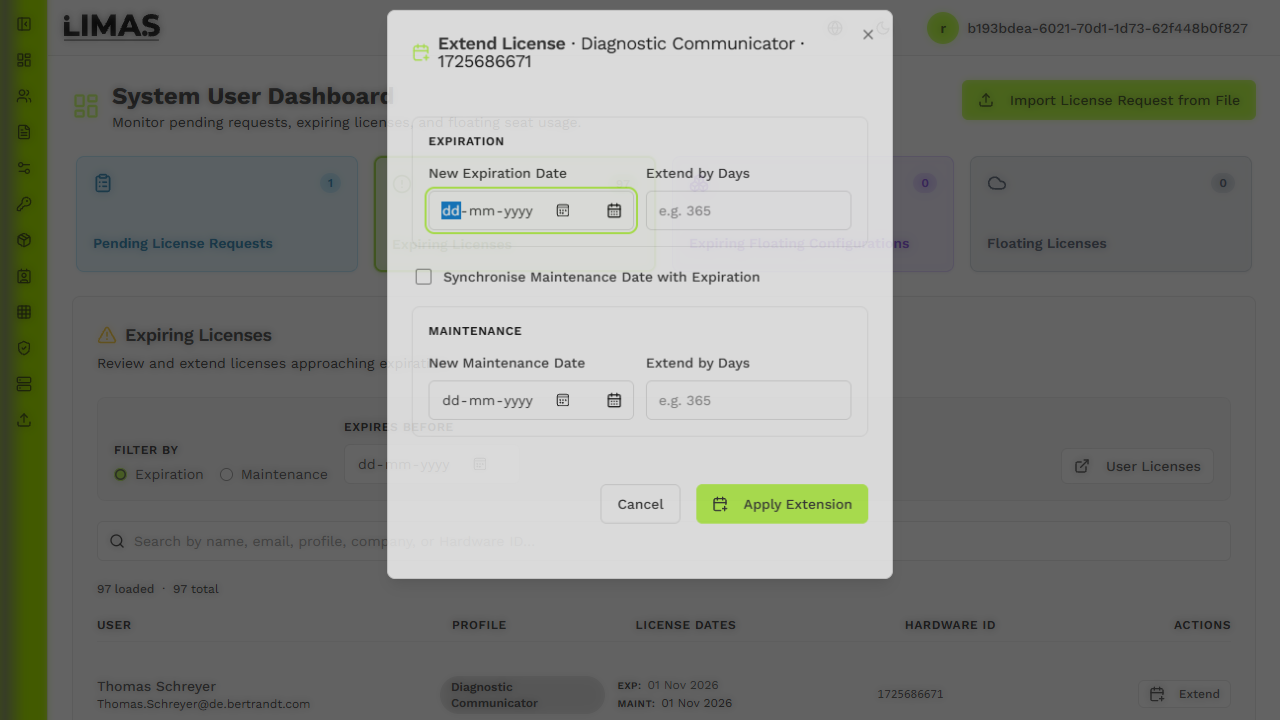 LIMAS
r b193bdea-6021-70d1-1d73-62f448b0f827
Extend License · Diagnostic Communicator ·
1725686671
System User Dashboard
Monitor pending requests, expiring licenses, and floating seat usage.
Import License Request from File
EXPIRATION
New Expiration Date Extend by Days
dd-mm-yyyy e.g. 365
1 0 0
Pending License Requests Expiring Licenses Expiring Floating Configurations Floating Licenses
Synchronise Maintenance Date with Expiration
MAINTENANCE
New Maintenance Date Extend by Days
dd-mm-yyyy e.g. 365
Cancel Apply Extension
Expiring Licenses
Review and extend licenses approaching
FILTER BY
Expiration Maintenance
EXPIRES BEFORE
dd-mm-yyyy
User Licenses
Search by name, email, profile, company, or Hardware ID...
97 loaded · 97 total
USER PROFILE LICENSE DATES HARDWARE ID ACTIONS
Thomas Schreyer
Thomas.Schreyer@de.bertrandt.com
Diagnostic
Communicator
EXP: 01 Nov 2026
MAINT: 01 Nov 2026
1725686671
Extend